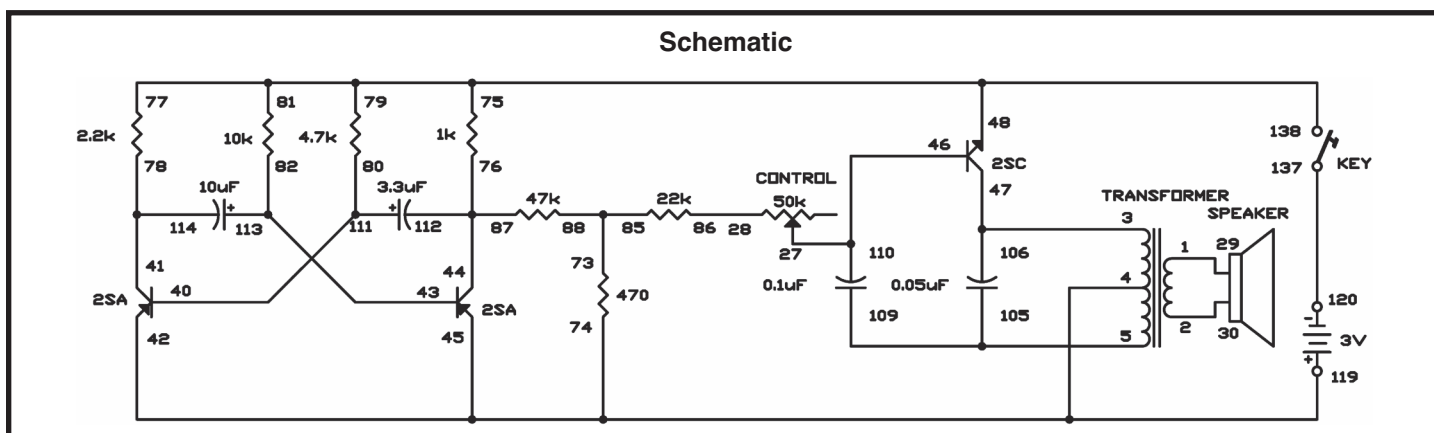 Schematic
77 81 79 75
2.2k 10k 4.7k 1k
78 82 80 76
46 48
2SC
47
138
137 KEY
10uF 3.3uF 47k 22k CONTROL
50k
114 + 113 111 + 112 87 88 85 86 28
27
TRANSFORMER
SPEAKER
3 1 29
41 44 73 110 106
4
2SA 40 43 2SA 470 0.1uF 0.05uF
42 45 74 109 105
5 2 30
120
-
3V
+
119